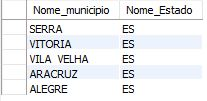 Nome_municipio Nome_Estado
SERRA ES
VITORIA ES
VILA VELHA ES
ARACRUZ ES
ALEGRE ES